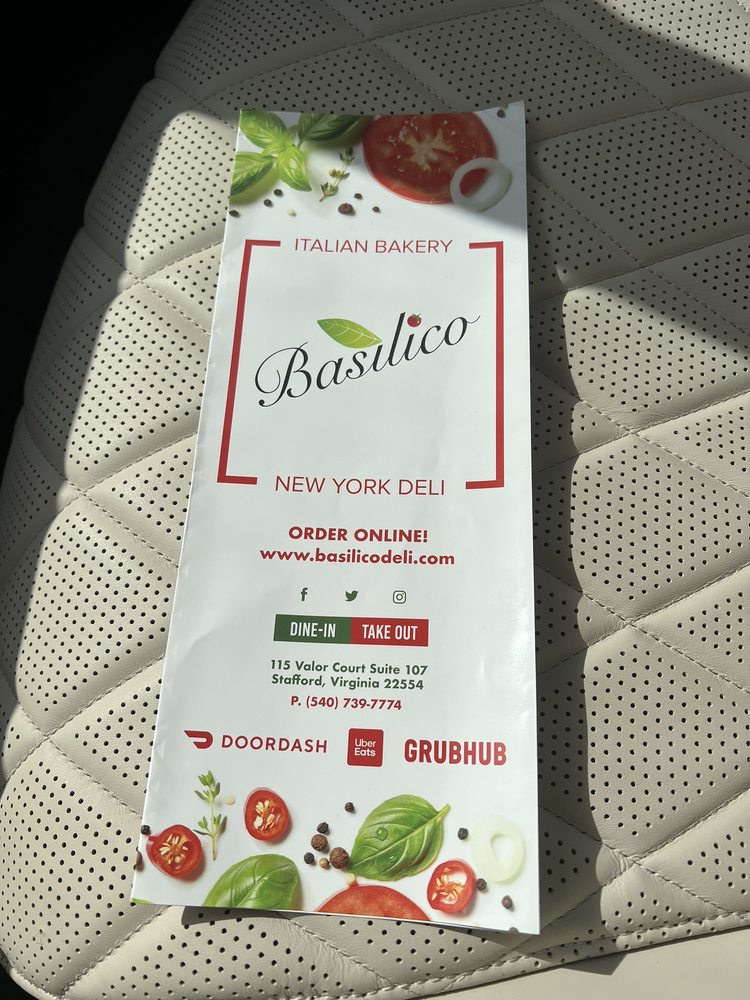 ITALIAN BAKERY
Basilico
NEW YORK DELI
ORDER ONLINE!
www.basilicodeli.com
DINE-IN TAKE OUT
115 Valor Court Suite 107
Stafford, Virginia 22554
P. (540) 739-7774
DOORDASH Uber Eats GRUBHUB